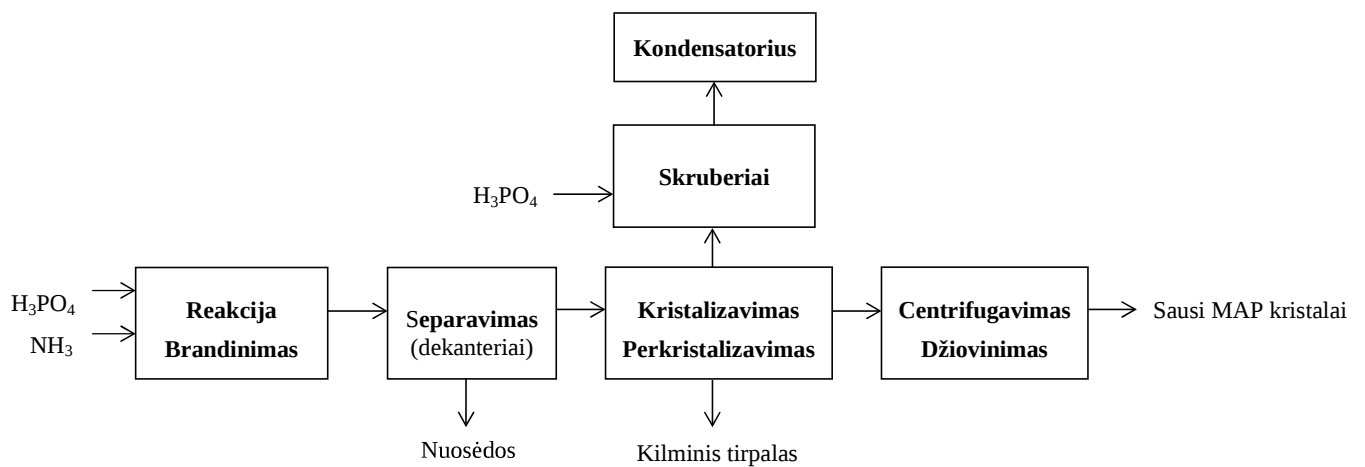 Kondensatorius
Skruberiai
H₃PO₄
H₃PO₄
NH₃
Reakcija
Brandinimas
Separavimas
(dekanteriai)
Kristalizavimas
Perkristalizavimas
Centrifugavimas
Džiovinimas
Sausi MAP kristalai
Nuosėdos
Kilminis tirpalas